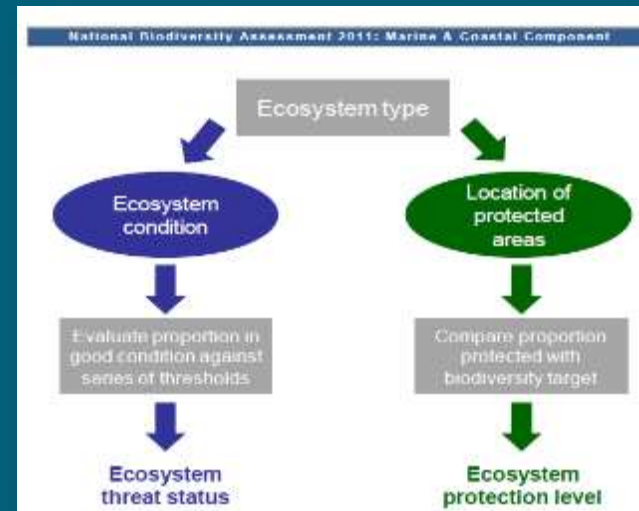 National Biodiversity Assessment 2011: Marine & Coastal Component
Ecosystem type
Ecosystem
condition
Location of
protected
areas
Evaluate proportion in
good condition against
series of thresholds
Compare proportion
protected with
biodiversity target
Ecosystem
threat status
Ecosystem
protection level